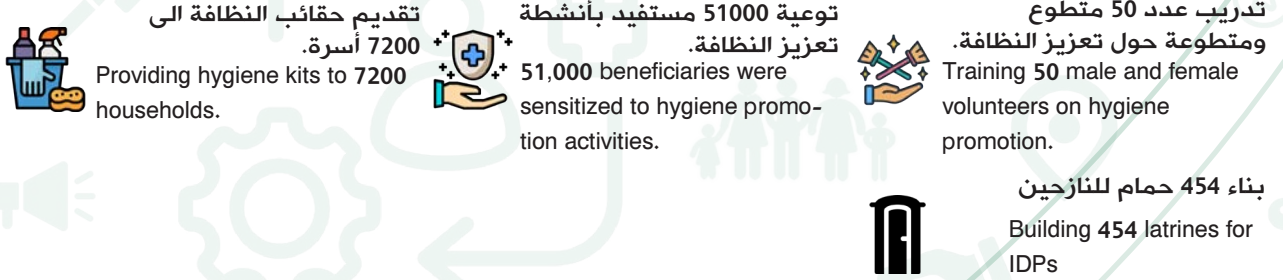 تدريب عدد 50 متطوع
ومتطوعة حول تعزيز النظافة.
Training 50 male and female
volunteers on hygiene
promotion.
توعية 51000 مستفيد بأنشطة
تعزيز النظافة.
51,000 beneficiaries were
sensitized to hygiene promo-
tion activities.
تقديم حقائب النظافة الى
7200 أسرة.
Providing hygiene kits to 7200
households.
بناء 454 حمام للنازحين
Building 454 latrines for
IDPs